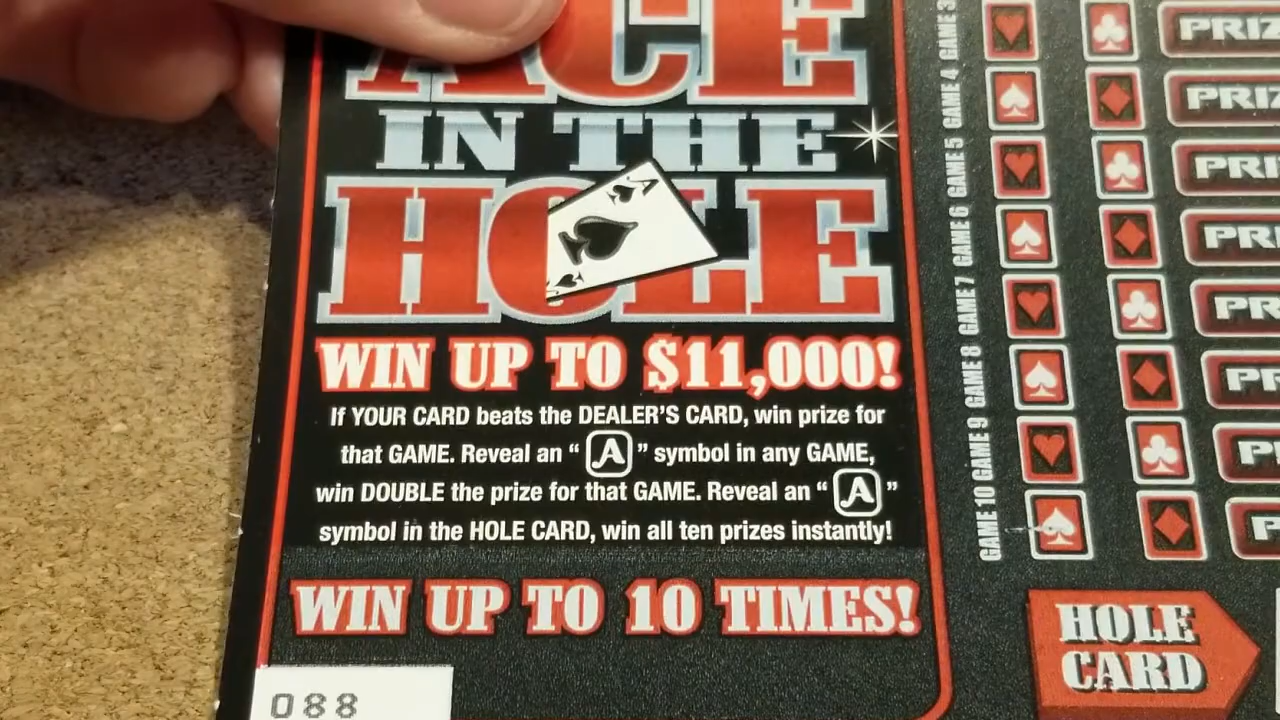 ACE
IN THE
HOLE
A
WIN UP TO $11,000!
If YOUR CARD beats the DEALER'S CARD, win prize for
that GAME. Reveal an "A" symbol in any GAME,
win DOUBLE the prize for that GAME. Reveal an "A"
symbol in the HOLE CARD, win all ten prizes instantly!
WIN UP TO 10 TIMES!
088
GAME 3
GAME 4
GAME 5
GAME 6
GAME 7
GAME 8
GAME 9
GAME 10
HOLE
CARD